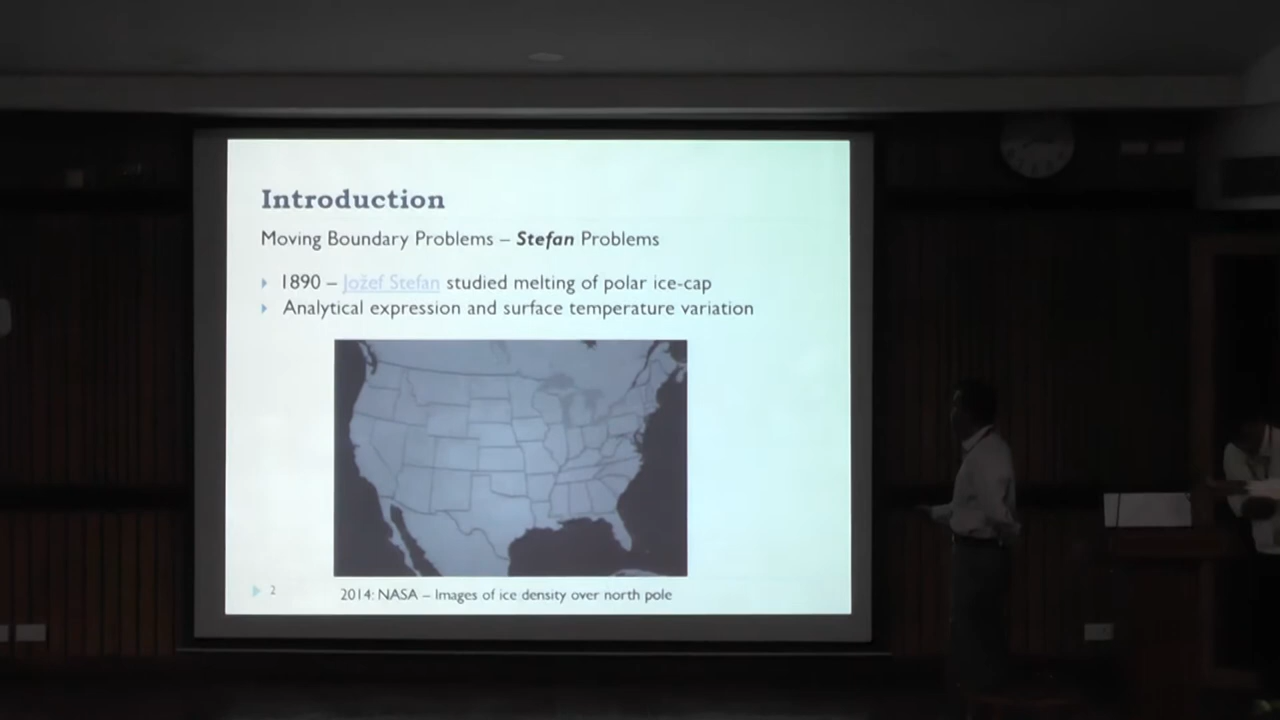 Introduction
Moving Boundary Problems – Stefan Problems
1890 – Jožef Stefan studied melting of polar ice-cap
Analytical expression and surface temperature variation
2
2014: NASA – Images of ice density over north pole